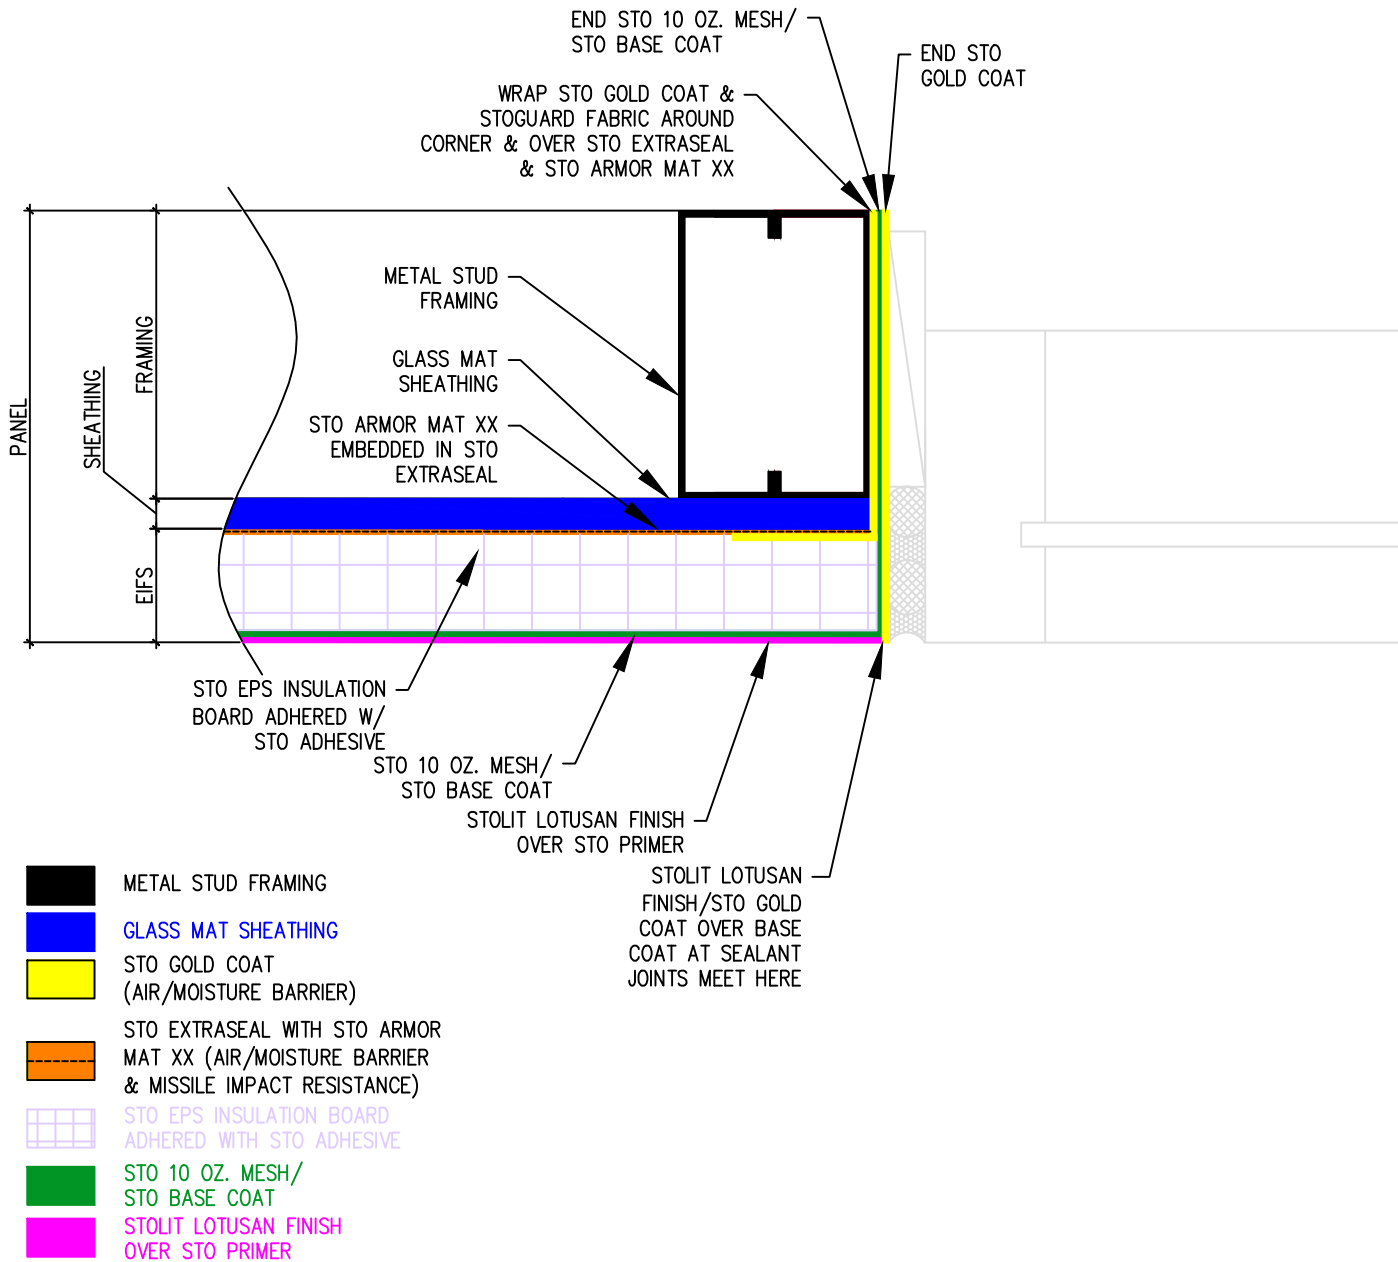 END STO 10 OZ. MESH/
STO BASE COAT
END STO
GOLD COAT
WRAP STO GOLD COAT &
STOGUARD FABRIC AROUND
CORNER & OVER STO EXTRASEAL
& STO ARMOR MAT XX
METAL STUD
FRAMING
GLASS MAT
SHEATHING
STO ARMOR MAT XX
EMBEDDED IN STO
EXTRASEAL
PANEL
SHEATHING
FRAMING
EIFS
STO EPS INSULATION
BOARD ADHERED W/
STO ADHESIVE
STO 10 OZ. MESH/
STO BASE COAT
STOLIT LOTUSAN FINISH
OVER STO PRIMER
STOLIT LOTUSAN
FINISH/STO GOLD
COAT OVER BASE
COAT AT SEALANT
JOINTS MEET HERE
METAL STUD FRAMING
GLASS MAT SHEATHING
STO GOLD COAT
(AIR/MOISTURE BARRIER)
STO EXTRASEAL WITH STO ARMOR
MAT XX (AIR/MOISTURE BARRIER
& MISSILE IMPACT RESISTANCE)
STO EPS INSULATION BOARD
ADHERED WITH STO ADHESIVE
STO 10 OZ. MESH/
STO BASE COAT
STOLIT LOTUSAN FINISH
OVER STO PRIMER